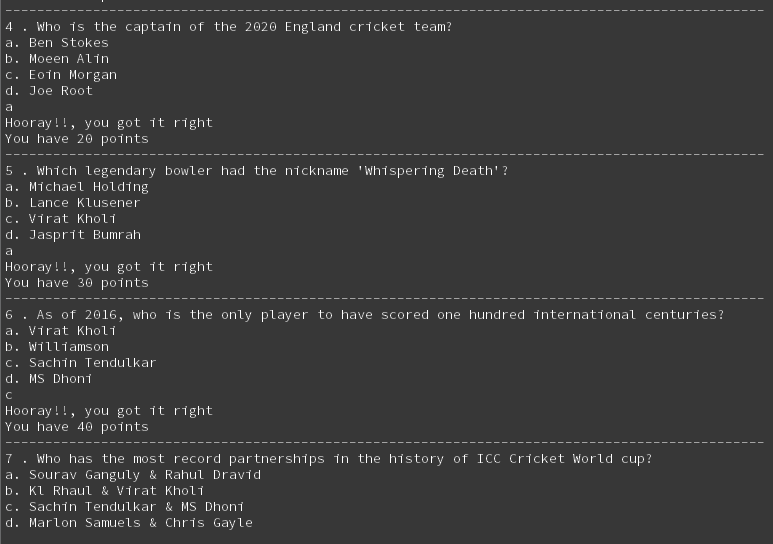 --------------------------------------------------------------------------------------------
4 . Who is the captain of the 2020 England cricket team?
a. Ben Stokes
b. Moeen Alin
c. Eoin Morgan
d. Joe Root
a
Hooray!!, you got it right
You have 20 points
--------------------------------------------------------------------------------------------
5 . Which legendary bowler had the nickname 'Whispering Death'?
a. Michael Holding
b. Lance Klusener
c. Virat Kholi
d. Jasprit Bumrah
a
Hooray!!, you got it right
You have 30 points
--------------------------------------------------------------------------------------------
6 . As of 2016, who is the only player to have scored one hundred international centuries?
a. Virat Kholi
b. Williamson
c. Sachin Tendulkar
d. MS Dhoni
c
Hooray!!, you got it right
You have 40 points
--------------------------------------------------------------------------------------------
7 . Who has the most record partnerships in the history of ICC Cricket World cup?
a. Sourav Ganguly & Rahul Dravid
b. Kl Rhaul & Virat Kholi
c. Sachin Tendulkar & MS Dhoni
d. Marlon Samuels & Chris Gayle